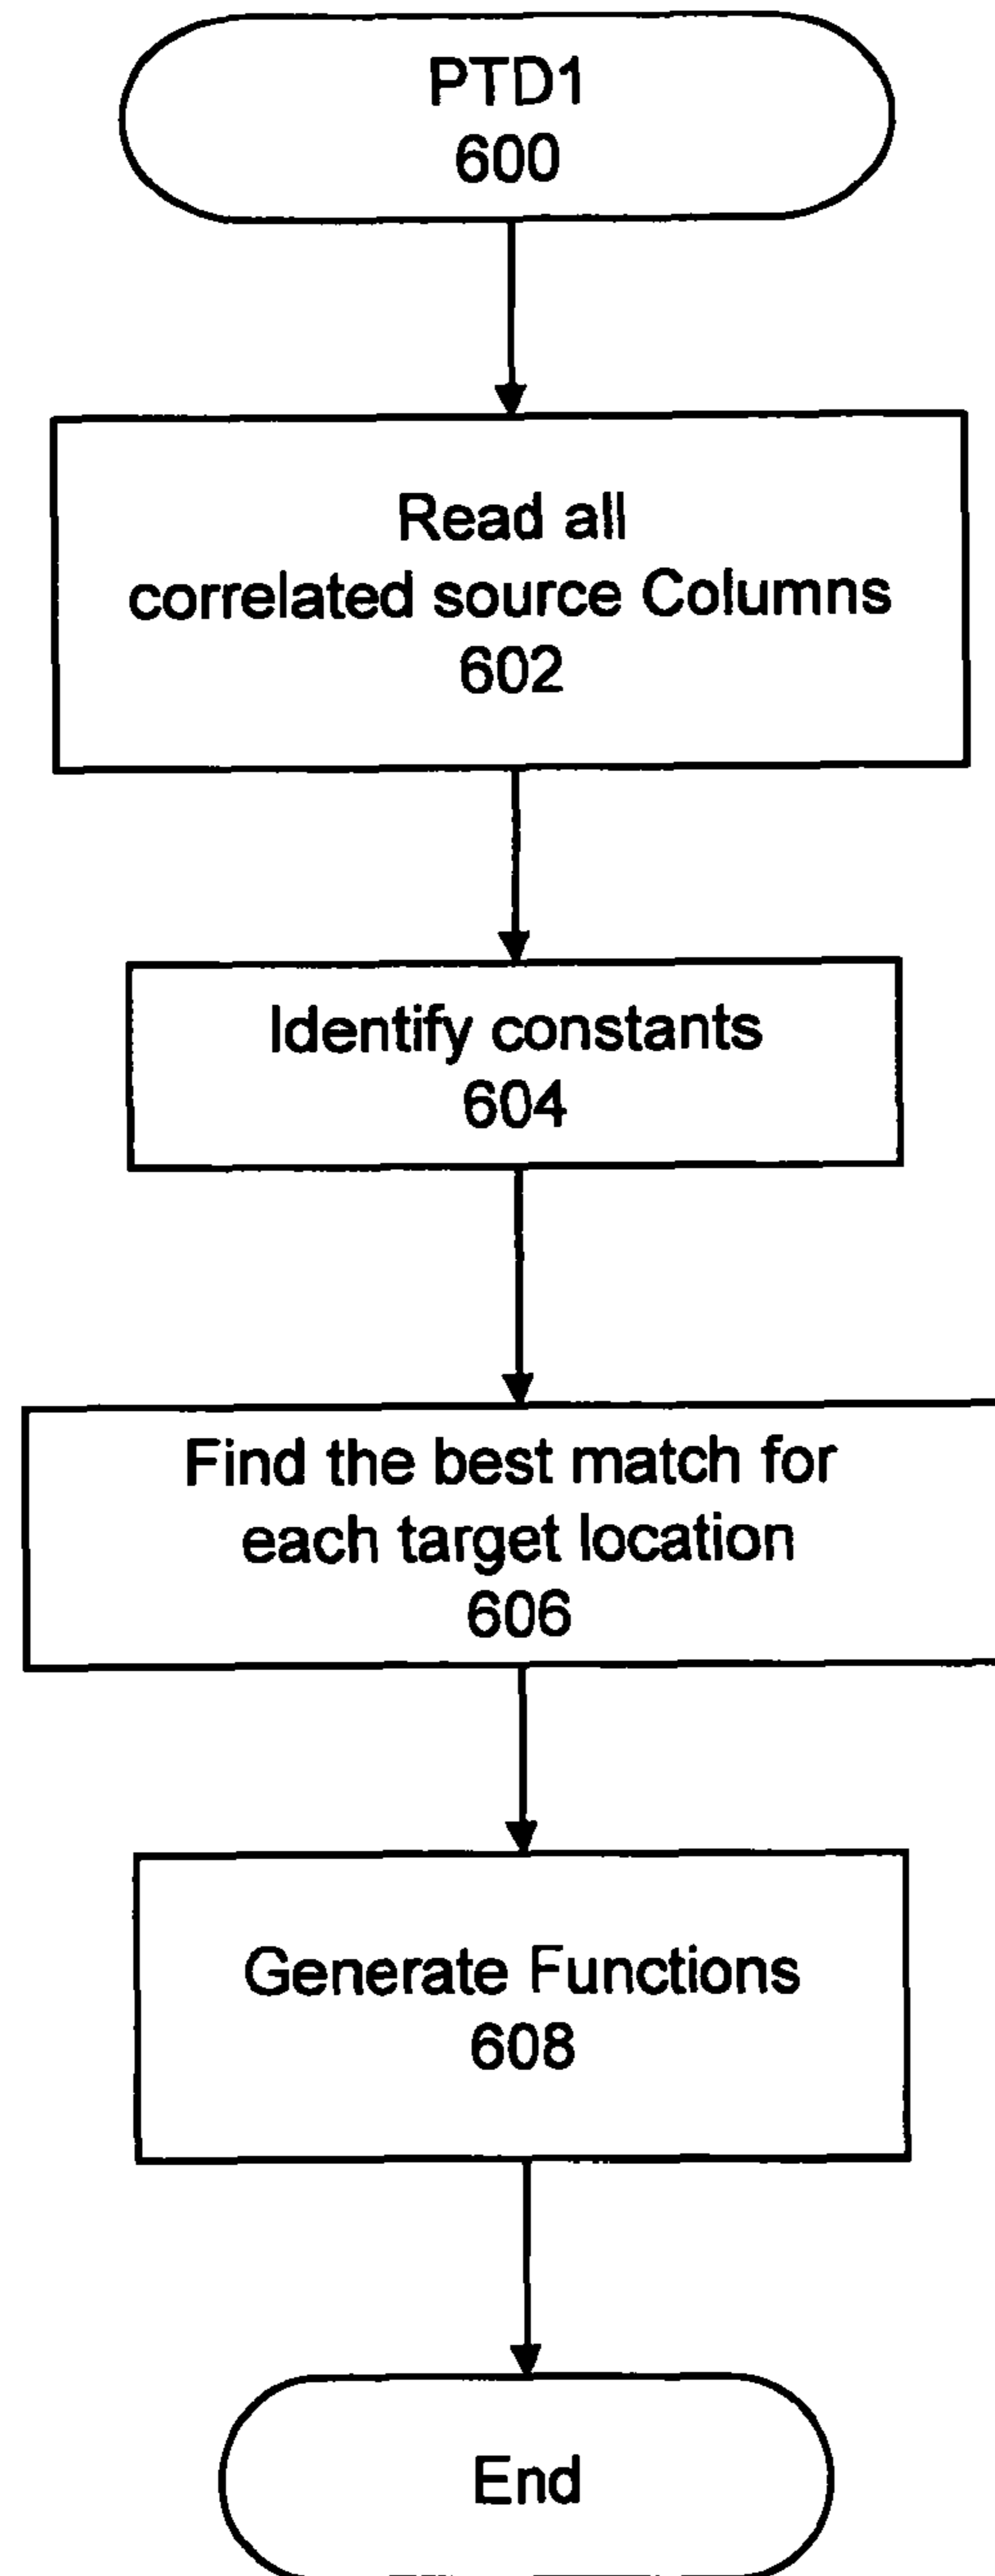 PTD1
600
Read all
correlated source Columns
602
Identify constants
604
Find the best match for
each target location
606
Generate Functions
608
End